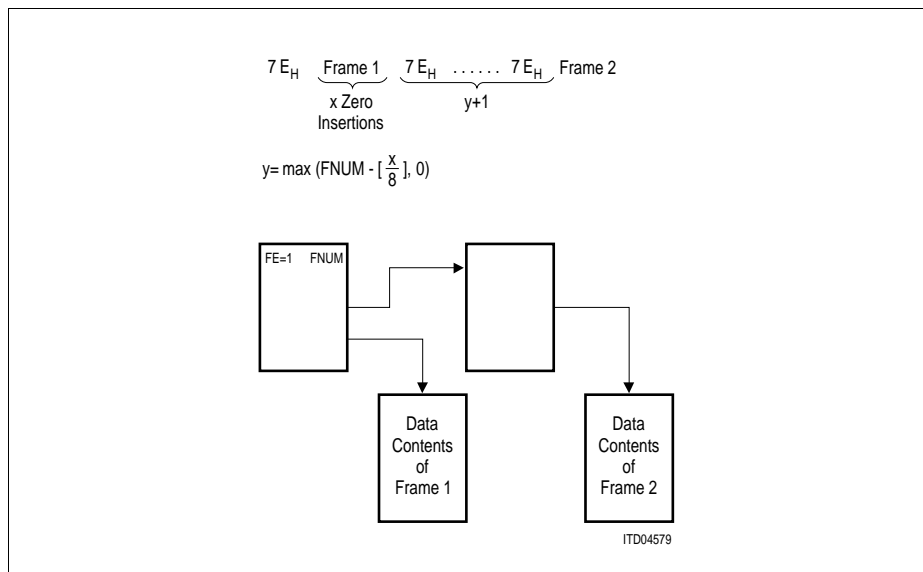 7 E_H Frame 1 7 E_H ...... 7 E_H Frame 2
x Zero y+1
Insertions
y= max (FNUM - [x/8], 0)
FE=1 FNUM
Data
Contents
of
Frame 1
Data
Contents
of
Frame 2
ITD04579